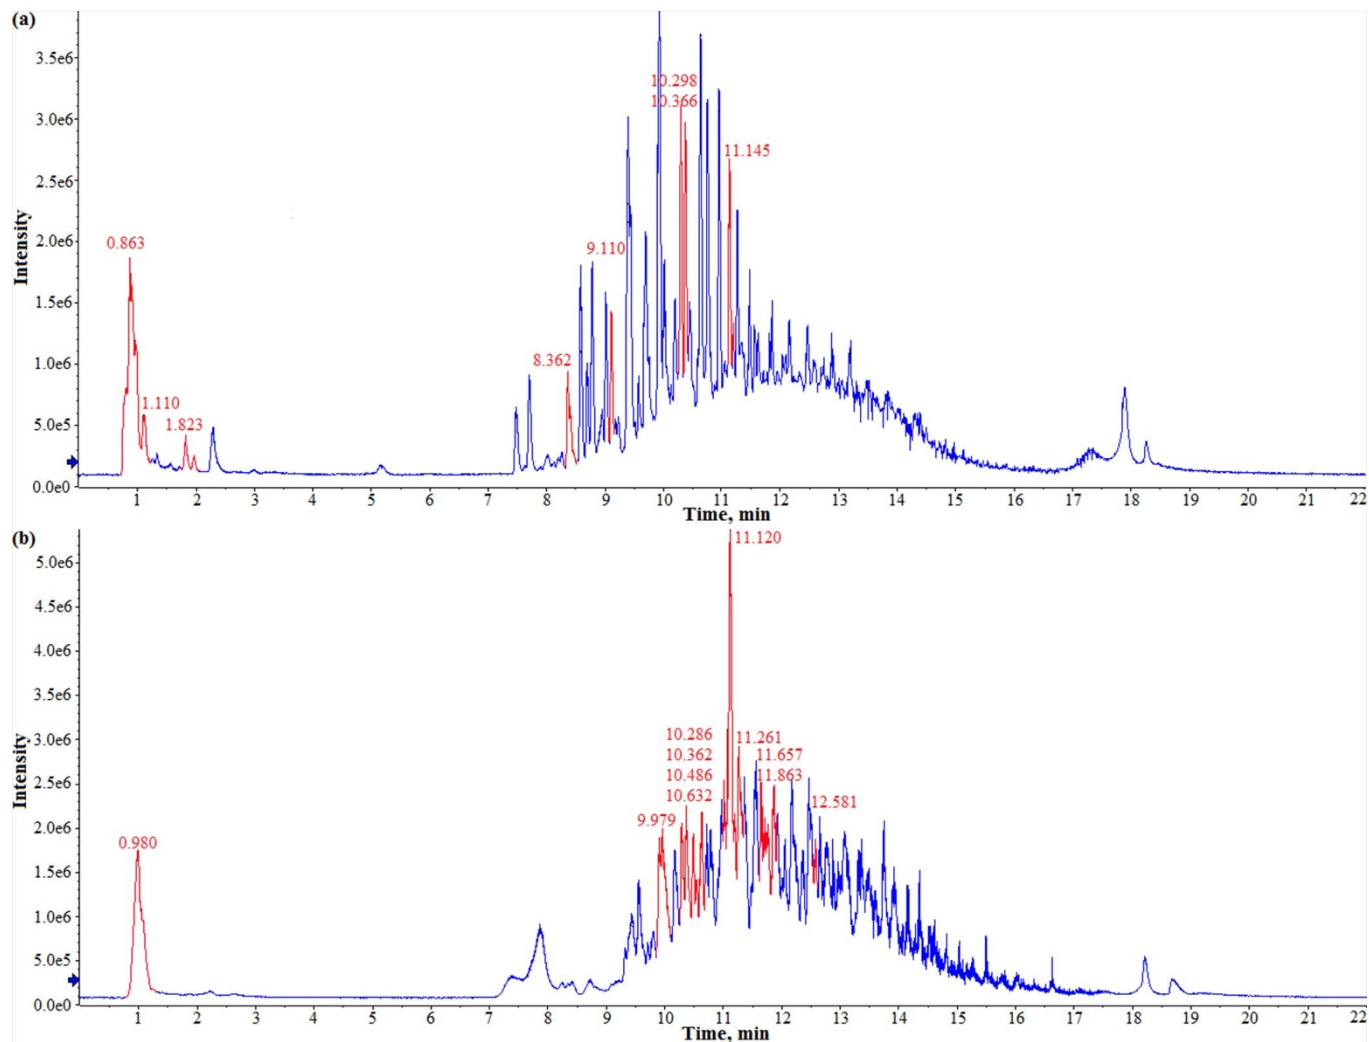 (a)
3.5e6
3.0e6
2.5e6
2.0e6
1.5e6
1.0e6
5.0e5
0.0e0
Intensity
0.863
1.110
1.823
8.362
9.110
10.298
10.366
11.145
1 2 3 4 5 6 7 8 9 10 11 12 13 14 15 16 17 18 19 20 21 22
Time, min
(b)
5.0e6
4.5e6
4.0e6
3.5e6
3.0e6
2.5e6
2.0e6
1.5e6
1.0e6
5.0e5
0.0e0
Intensity
0.980
9.979
10.286
10.362
10.486
10.632
11.120
11.261
11.657
11.863
12.581
1 2 3 4 5 6 7 8 9 10 11 12 13 14 15 16 17 18 19 20 21 22
Time, min